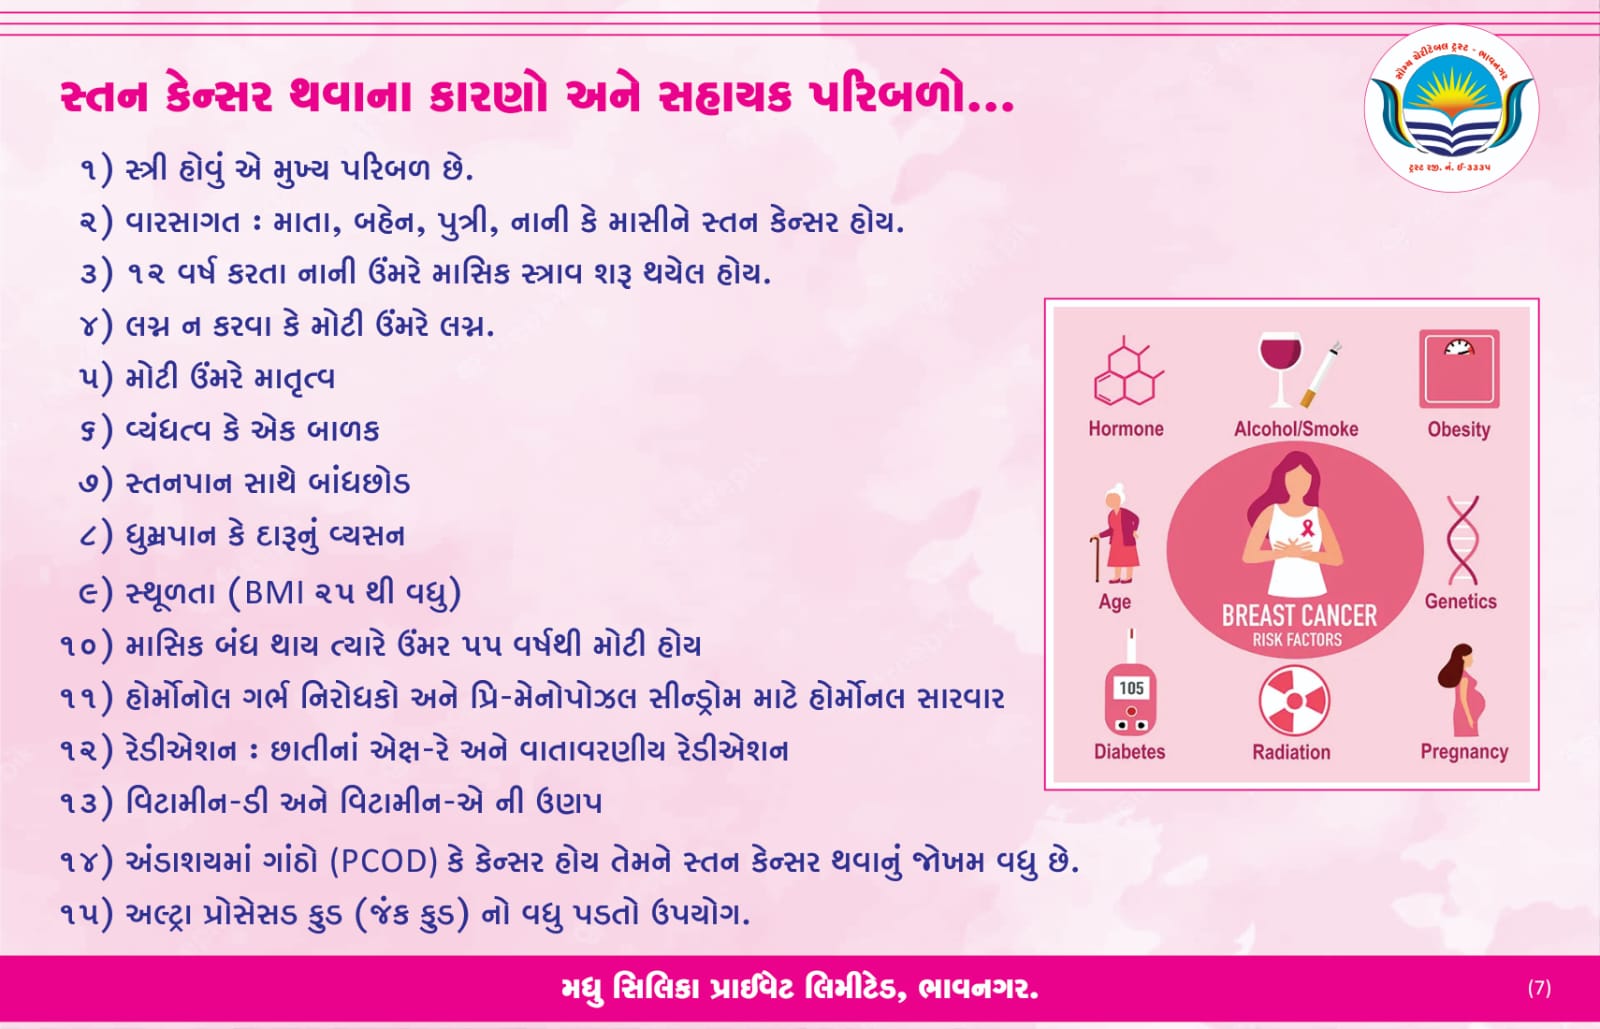 સ્તન કેન્સર થવાના કારણો અને સહાયક પરિબળો...
સૌમ્ય ચેરીટેબલ ટ્રસ્ટ - ભાવનગર
ટ્રસ્ટ રજી. નં. ઈ-૩૩૩૫
૧) સ્ત્રી હોવું એ મુખ્ય પરિબળ છે.
૨) વારસાગત : માતા, બહેન, પુત્રી, નાની કે માસીને સ્તન કેન્સર હોય.
૩) ૧૨ વર્ષ કરતા નાની ઉંમરે માસિક સ્ત્રાવ શરૂ થયેલ હોય.
૪) લગ્ન ન કરવા કે મોટી ઉંમરે લગ્ન.
૫) મોટી ઉંમરે માતૃત્વ
૬) વ્યંધત્વ કે એક બાળક
૭) સ્તનપાન સાથે બાંધછોડ
૮) ધુમ્રપાન કે દારૂનું વ્યસન
૯) સ્થૂળતા (BMI ૨૫ થી વધુ)
૧૦) માસિક બંધ થાય ત્યારે ઉંમર ૫૫ વર્ષથી મોટી હોય
૧૧) હોર્મોનોલ ગર્ભ નિરોધકો અને પ્રિ-મેનોપોઝલ સીન્ડ્રોમ માટે હોર્મોનલ સારવાર
૧૨) રેડીએશન : છાતીનાં એક્ષ-રે અને વાતાવરણીય રેડીએશન
૧૩) વિટામીન-ડી અને વિટામીન-એ ની ઉણપ
૧૪) અંડાશયમાં ગાંઠો (PCOD) કે કેન્સર હોય તેમને સ્તન કેન્સર થવાનું જોખમ વધુ છે.
૧૫) અલ્ટ્રા પ્રોસેસડ ફુડ (જંક ફુડ) નો વધુ પડતો ઉપયોગ.
Hormone
Alcohol/Smoke
Obesity
Age
BREAST CANCER
RISK FACTORS
Genetics
105
Diabetes
Radiation
Pregnancy
મધુ સિલિકા પ્રાઈવેટ લિમીટેડ, ભાવનગર.
(7)